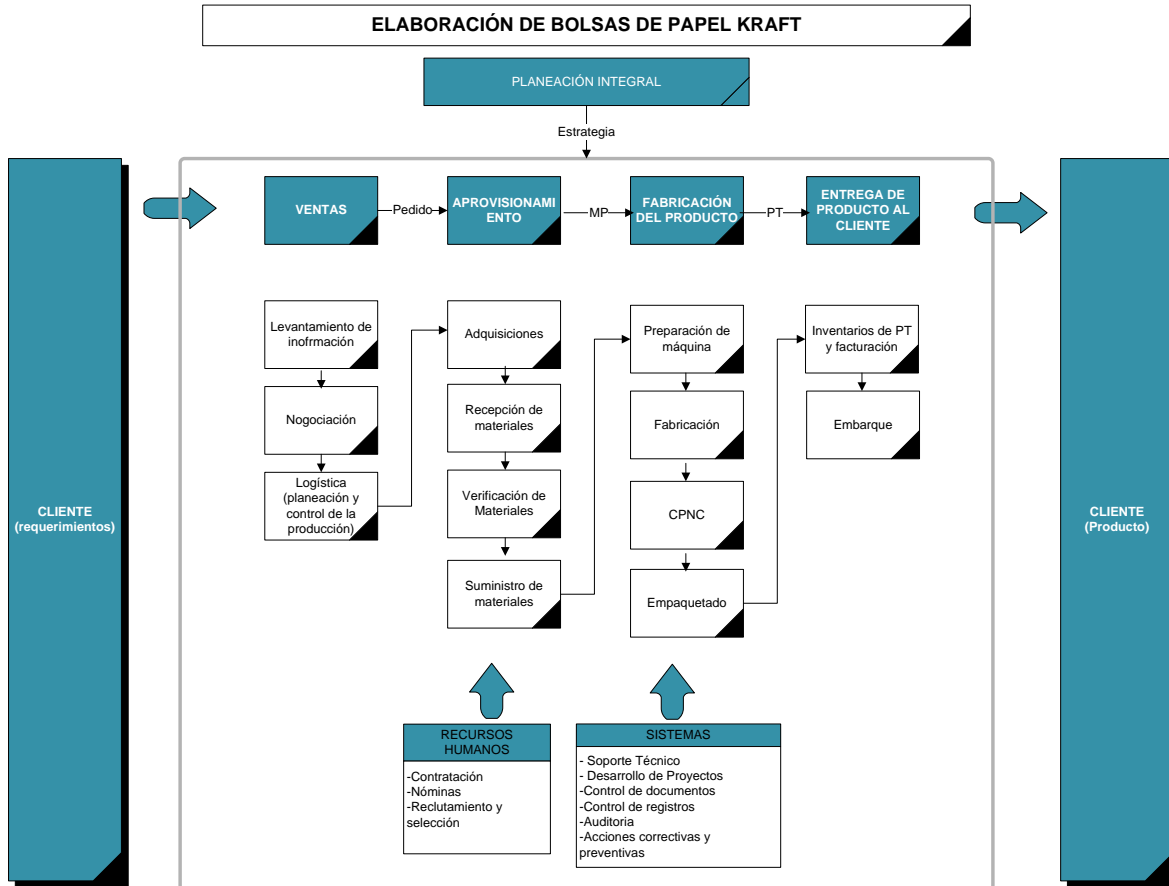 ELABORACIÓN DE BOLSAS DE PAPEL KRAFT
PLANEACIÓN INTEGRAL
Estrategia
VENTAS
Pedido
APROVISIONAMI
ENTO
MP
FABRICACIÓN
DEL PRODUCTO
PT
ENTREGA DE
PRODUCTO AL
CLIENTE
Levantamiento de
inofrmación
Nogociación
Logística
(planeación y
control de la
producción)
Adquisiciones
Recepción de
materiales
Verificación de
Materiales
Suministro de
materiales
Preparación de
máquina
Fabricación
CPNC
Empaquetado
Inventarios de PT
y facturación
Embarque
CLIENTE
(requerimientos)
CLIENTE
(Producto)
RECURSOS
HUMANOS
-Contratación
-Nóminas
-Reclutamiento y
selección
SISTEMAS
- Soporte Técnico
- Desarrollo de Proyectos
-Control de documentos
-Control de registros
-Auditoria
-Acciones correctivas y
preventivas